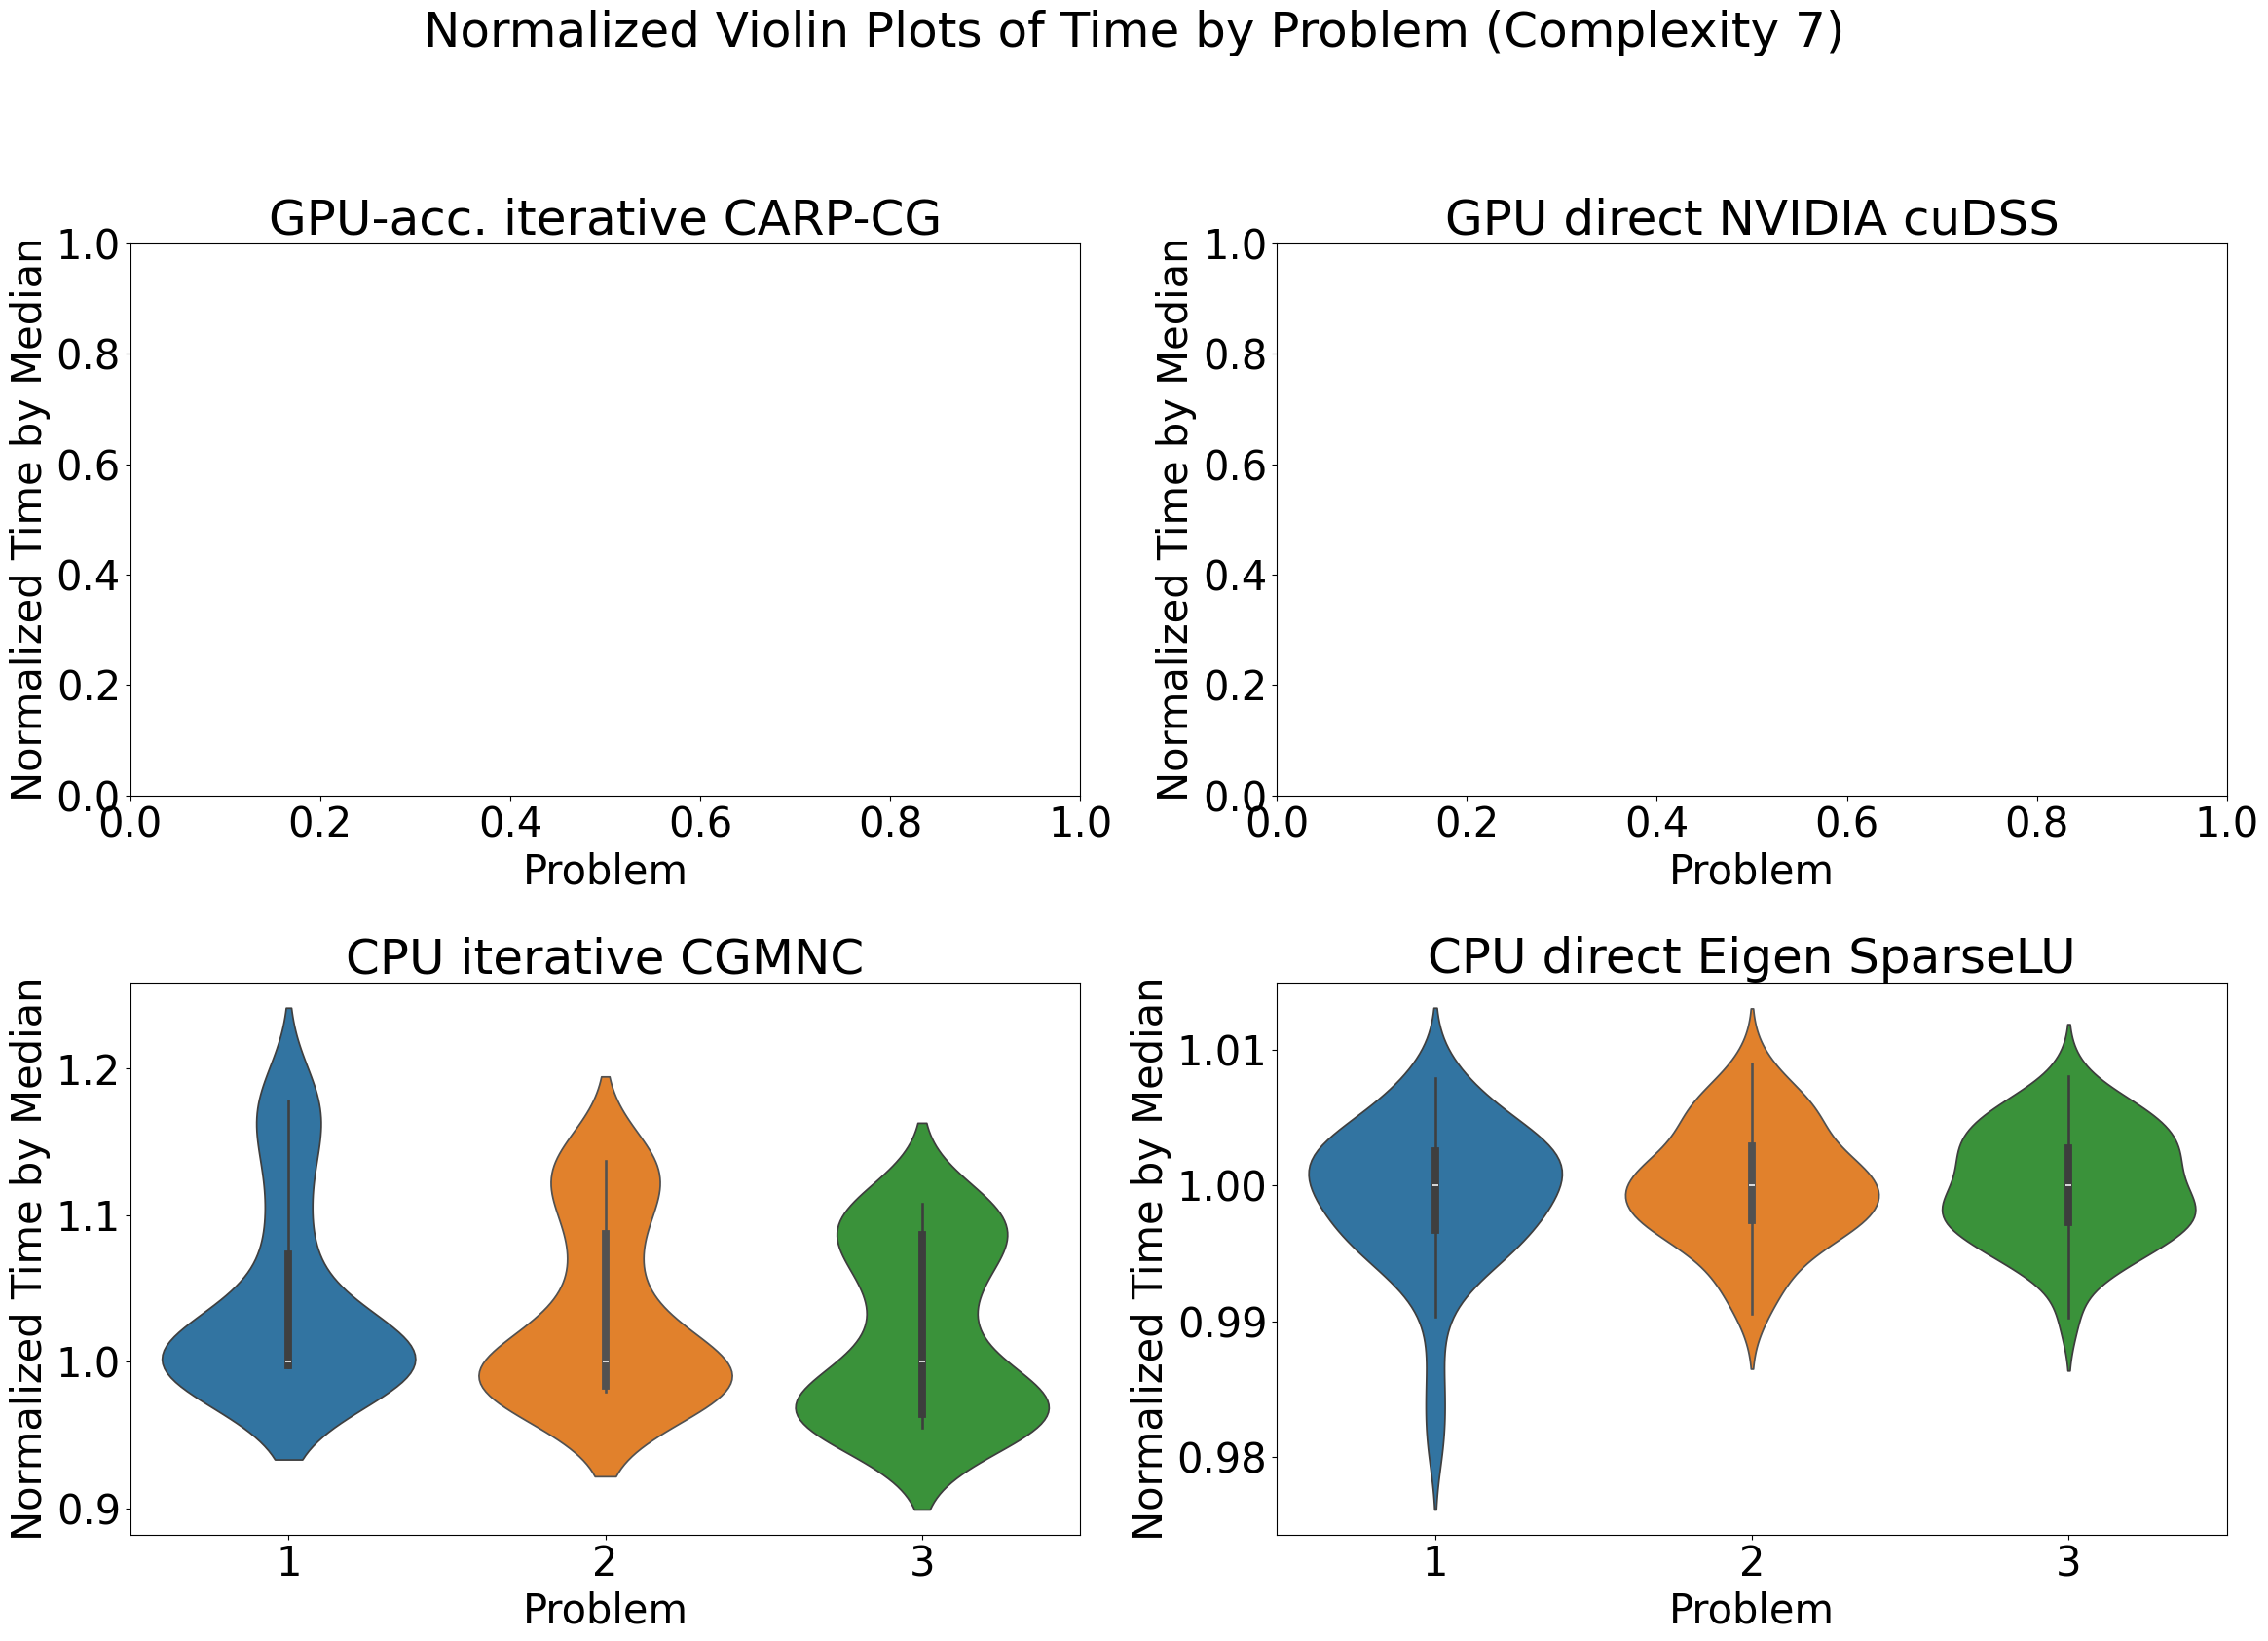 Normalized Violin Plots of Time by Problem (Complexity 7)
GPU-acc. iterative CARP-CG
Normalized Time by Median
1.0
0.8
0.6
0.4
0.2
0.0
0.0 0.2 0.4 0.6 0.8 1.0
Problem
GPU direct NVIDIA cuDSS
Normalized Time by Median
1.0
0.8
0.6
0.4
0.2
0.0
0.0 0.2 0.4 0.6 0.8 1.0
Problem
CPU iterative CGMNC
Normalized Time by Median
1.2
1.1
1.0
0.9
1 2 3
Problem
CPU direct Eigen SparseLU
Normalized Time by Median
1.01
1.00
0.99
0.98
1 2 3
Problem